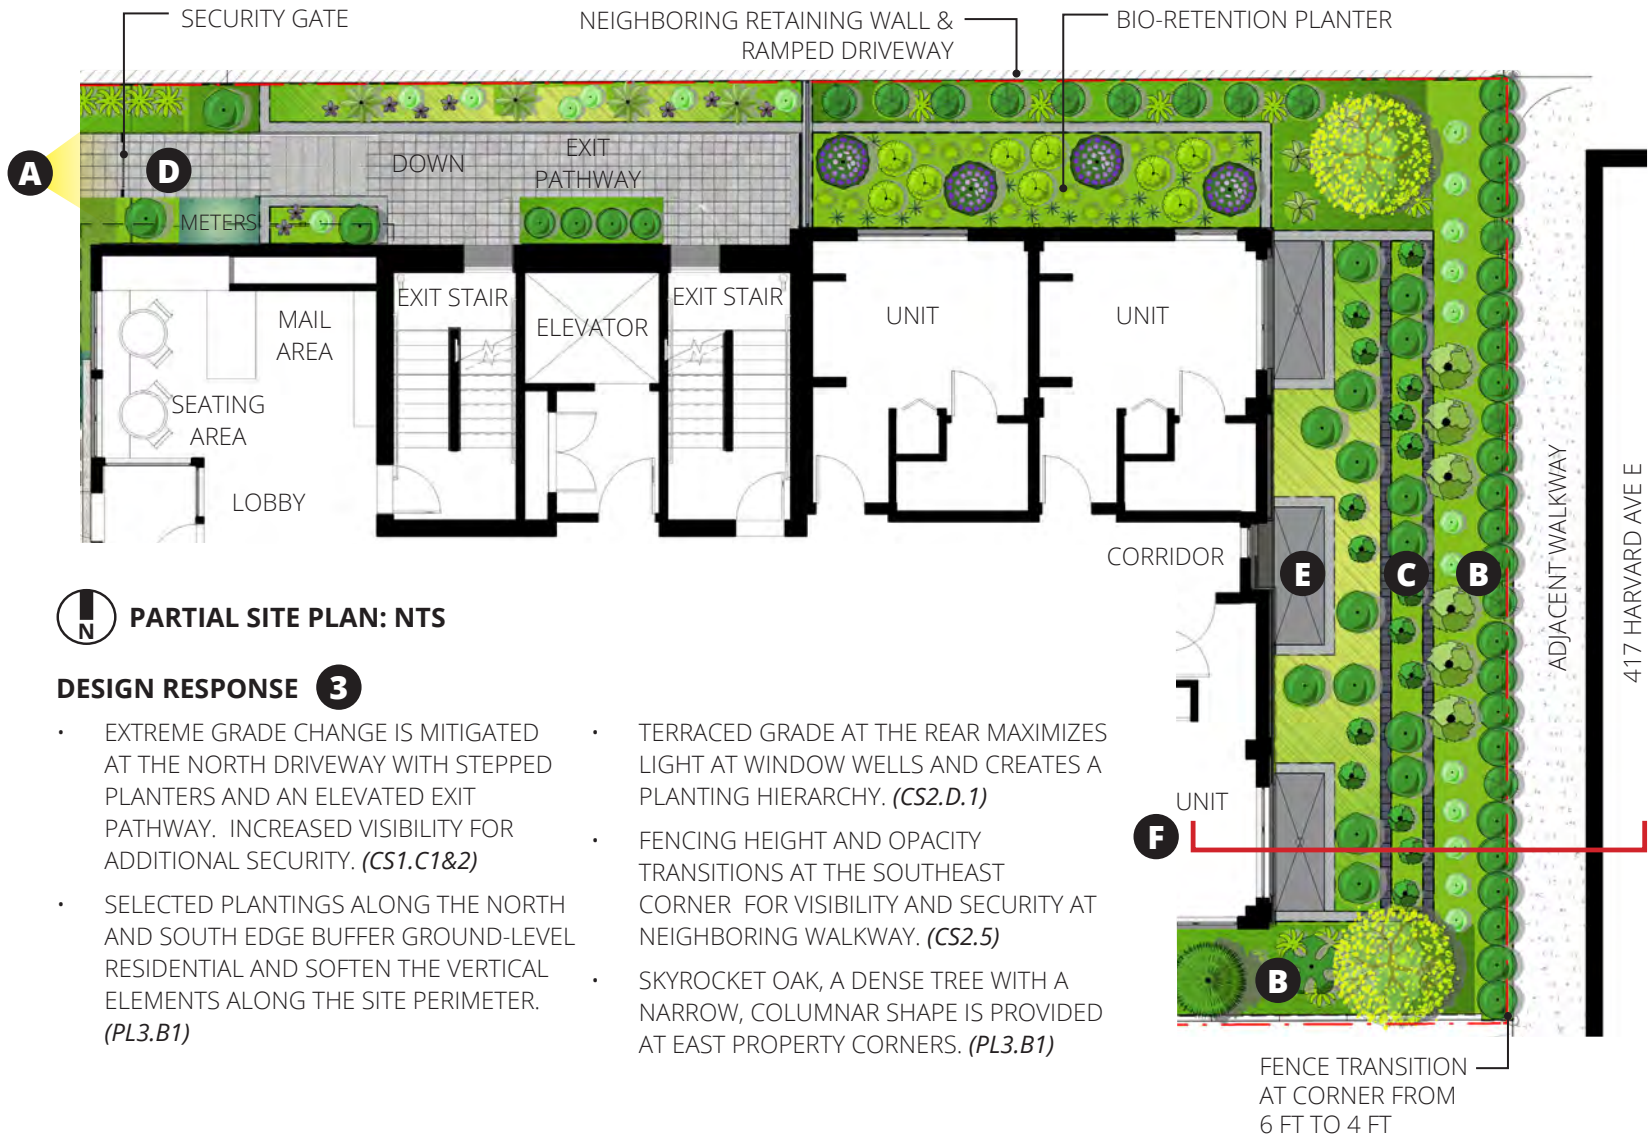 SECURITY GATE
NEIGHBORING RETAINING WALL &
RAMPED DRIVEWAY
BIO-RETENTION PLANTER
A
D
DOWN
EXIT
PATHWAY
METERS
MAIL
AREA
SEATING
AREA
LOBBY
EXIT STAIR
ELEVATOR
EXIT STAIR
UNIT
UNIT
CORRIDOR
E
C
B
ADJACENT WALKWAY
417 HARVARD AVE E
UNIT
F
B
FENCE TRANSITION
AT CORNER FROM
6 FT TO 4 FT
N
PARTIAL SITE PLAN: NTS
DESIGN RESPONSE 3
• EXTREME GRADE CHANGE IS MITIGATED
AT THE NORTH DRIVEWAY WITH STEPPED
PLANTERS AND AN ELEVATED EXIT
PATHWAY. INCREASED VISIBILITY FOR
ADDITIONAL SECURITY. (CS1.C1&2)
• SELECTED PLANTINGS ALONG THE NORTH
AND SOUTH EDGE BUFFER GROUND-LEVEL
RESIDENTIAL AND SOFTEN THE VERTICAL
ELEMENTS ALONG THE SITE PERIMETER.
(PL3.B1)
• TERRACED GRADE AT THE REAR MAXIMIZES
LIGHT AT WINDOW WELLS AND CREATES A
PLANTING HIERARCHY. (CS2.D.1)
• FENCING HEIGHT AND OPACITY
TRANSITIONS AT THE SOUTHEAST
CORNER FOR VISIBILITY AND SECURITY AT
NEIGHBORING WALKWAY. (CS2.5)
• SKYROCKET OAK, A DENSE TREE WITH A
NARROW, COLUMNAR SHAPE IS PROVIDED
AT EAST PROPERTY CORNERS. (PL3.B1)